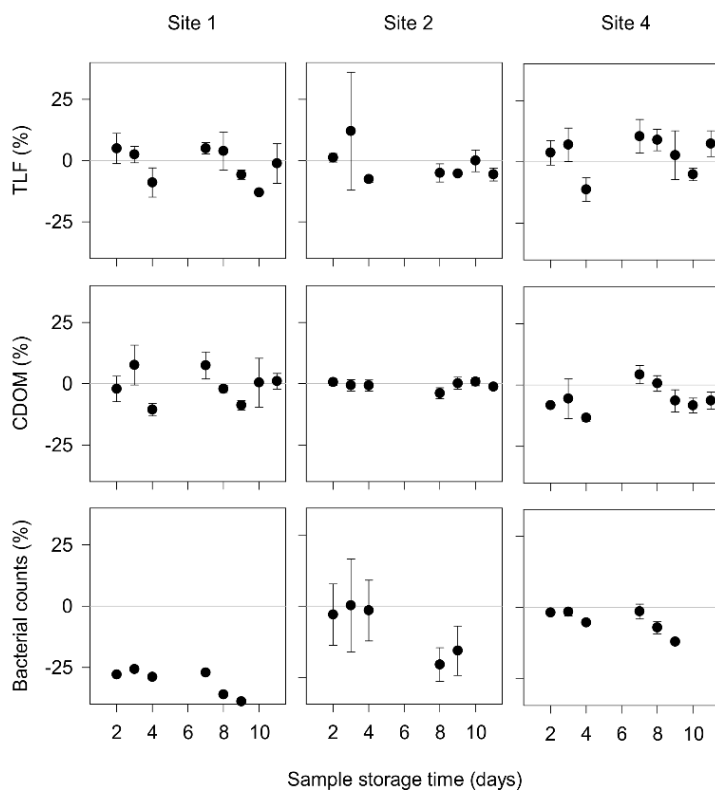 Site 1 Site 2 Site 4
TLF (%)
25
0
-25
CDOM (%)
25
0
-25
Bacterial counts (%)
25
0
-25
2 4 6 8 10 2 4 6 8 10 2 4 6 8 10
Sample storage time (days)